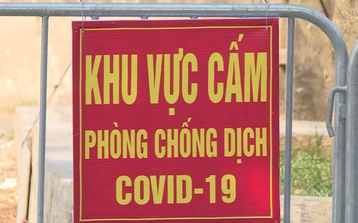 KHU VỰC CẤM
PHÒNG CHỐNG DỊCH
COVID-19